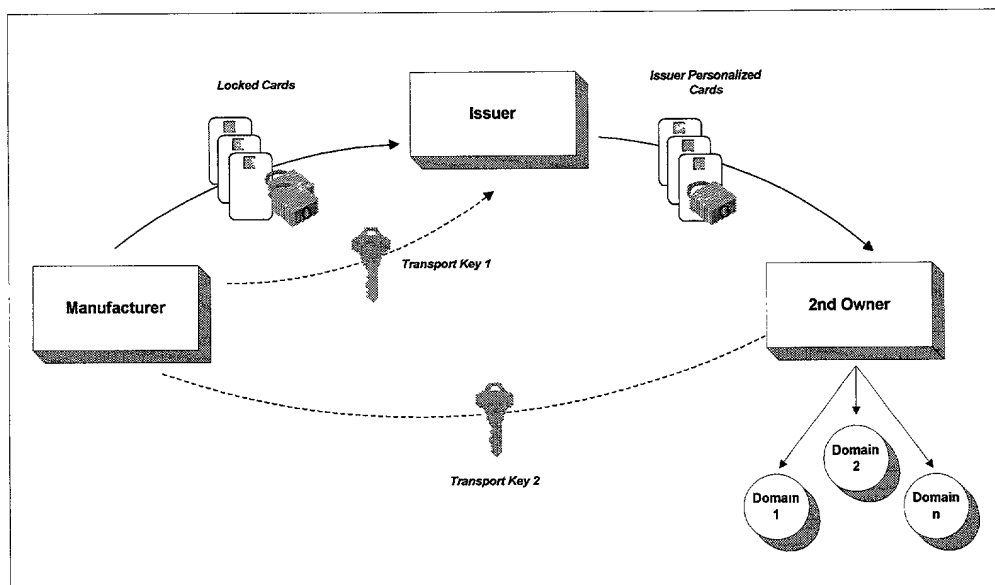 Locked Cards
Issuer
Issuer Personalized
Cards
Transport Key 1
Manufacturer
2nd Owner
Transport Key 2
Domain
2
Domain
1
Domain
n